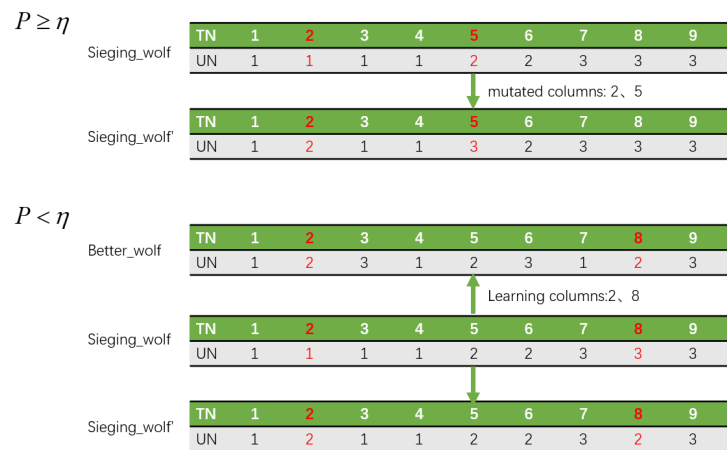 P ≥ η
TN 1 2 3 4 5 6 7 8 9
Sieging_wolf
UN 1 1 1 1 2 2 3 3 3
mutated columns: 2、5
TN 1 2 3 4 5 6 7 8 9
Sieging_wolf'
UN 1 2 1 1 3 2 3 3 3
P < η
TN 1 2 3 4 5 6 7 8 9
Better_wolf
UN 1 2 3 1 2 3 1 2 3
Learning columns:2、8
TN 1 2 3 4 5 6 7 8 9
Sieging_wolf
UN 1 1 1 1 2 2 3 3 3
TN 1 2 3 4 5 6 7 8 9
Sieging_wolf'
UN 1 2 1 1 2 2 3 2 3